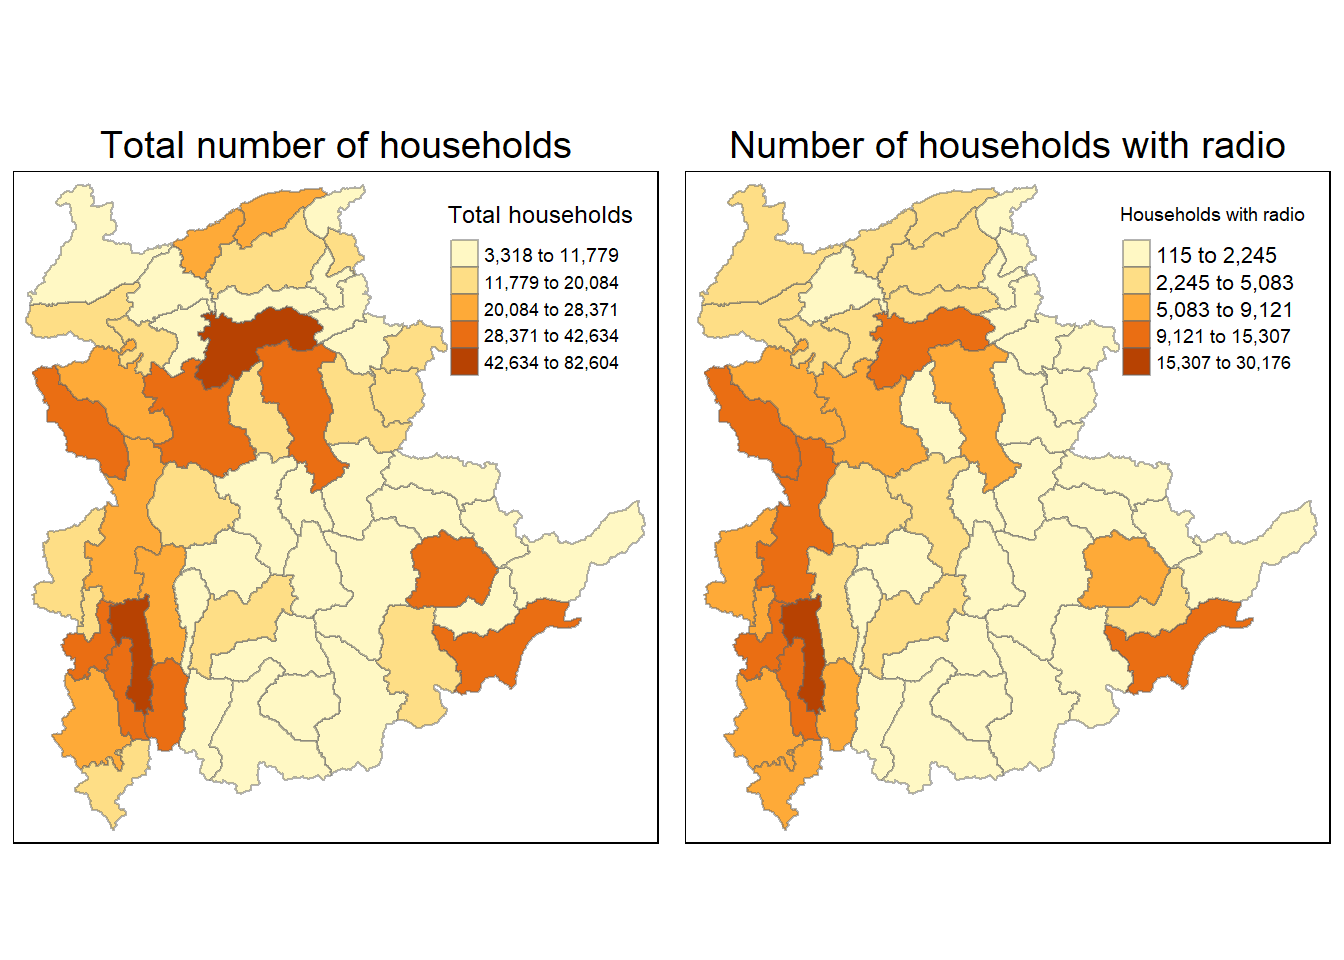 Total number of households
Total households
3,318 to 11,779
11,779 to 20,084
20,084 to 28,371
28,371 to 42,634
42,634 to 82,604
Number of households with radio
Households with radio
115 to 2,245
2,245 to 5,083
5,083 to 9,121
9,121 to 15,307
15,307 to 30,176